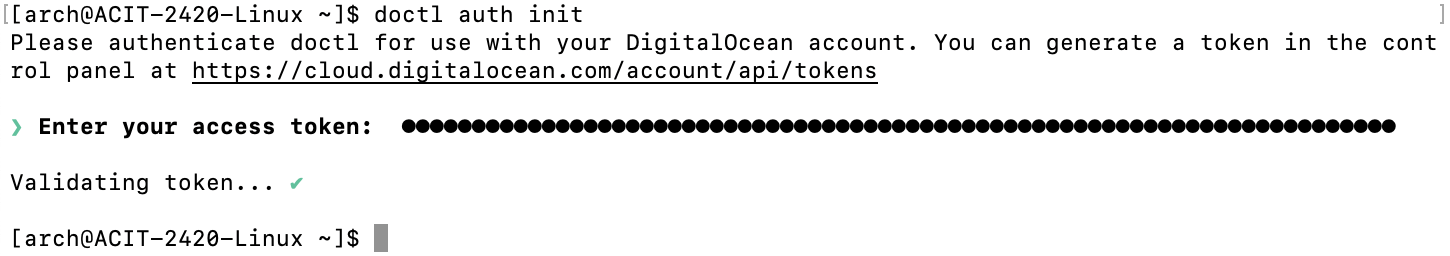 [arch@ACIT-2420-Linux ~]$ doctl auth init
Please authenticate doctl for use with your DigitalOcean account. You can generate a token in the cont
rol panel at https://cloud.digitalocean.com/account/api/tokens
❯ Enter your access token: ●●●●●●●●●●●●●●●●●●●●●●●●●●●●●●●●●●●●●●●●●●●●●●●●●●●●●●●●●●●●●●●●●●●●●●●
Validating token... ✔
[arch@ACIT-2420-Linux ~]$